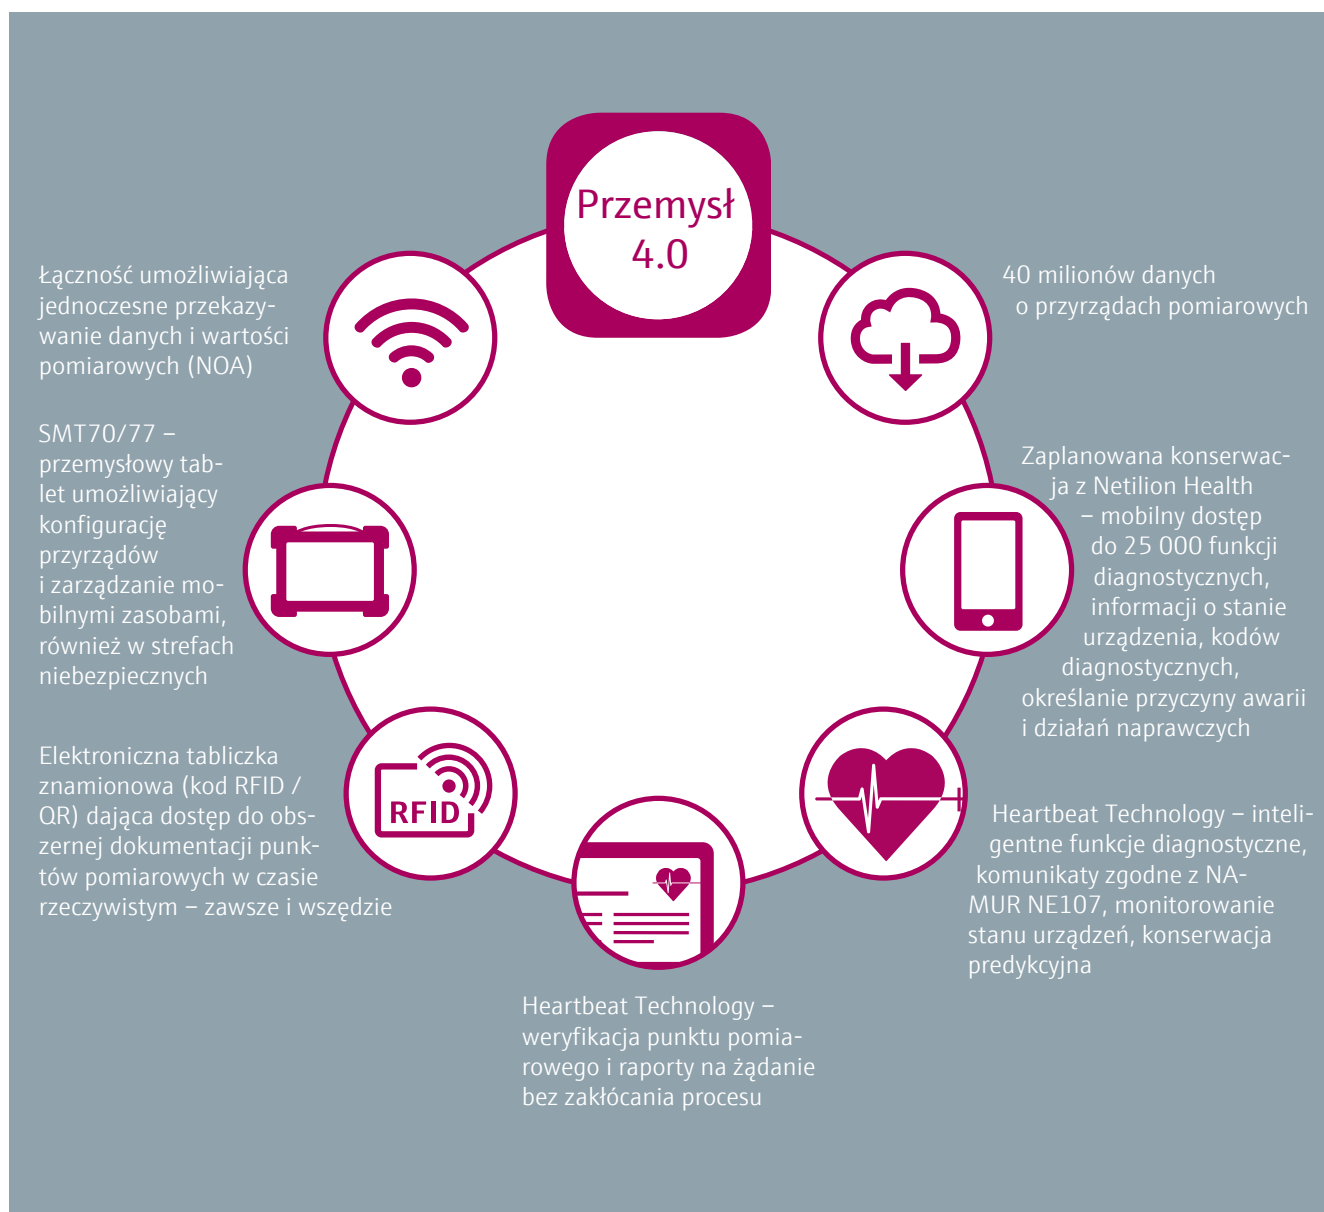 Przemysł
4.0
Łączność umożliwiająca
jednoczesne przekazy-
wanie danych i wartości
pomiarowych (NOA)
SMT70/77 –
przemysłowy tab-
let umożliwiający
konfigurację
przyrządów
i zarządzanie mo-
bilnymi zasobami,
również w strefach
niebezpiecznych
Elektroniczna tabliczka
znamionowa (kod RFID /
QR) dająca dostęp do obs-
zernej dokumentacji punk-
tów pomiarowych w czasie
rzeczywistym – zawsze i wszędzie
RFID
Heartbeat Technology –
weryfikacja punktu pomia-
rowego i raporty na żądanie
bez zakłócania procesu
40 milionów danych
o przyrządach pomiarowych
Zaplanowana konserwac-
ja z Netilion Health
– mobilny dostęp
do 25 000 funkcji
diagnostycznych,
informacji o stanie
urządzenia, kodów
diagnostycznych,
określanie przyczyny awarii
i działań naprawczych
Heartbeat Technology – inteli-
gentne funkcje diagnostyczne,
komunikaty zgodne z NA-
MUR NE107, monitorowanie
stanu urządzeń, konserwacja
predykcyjna